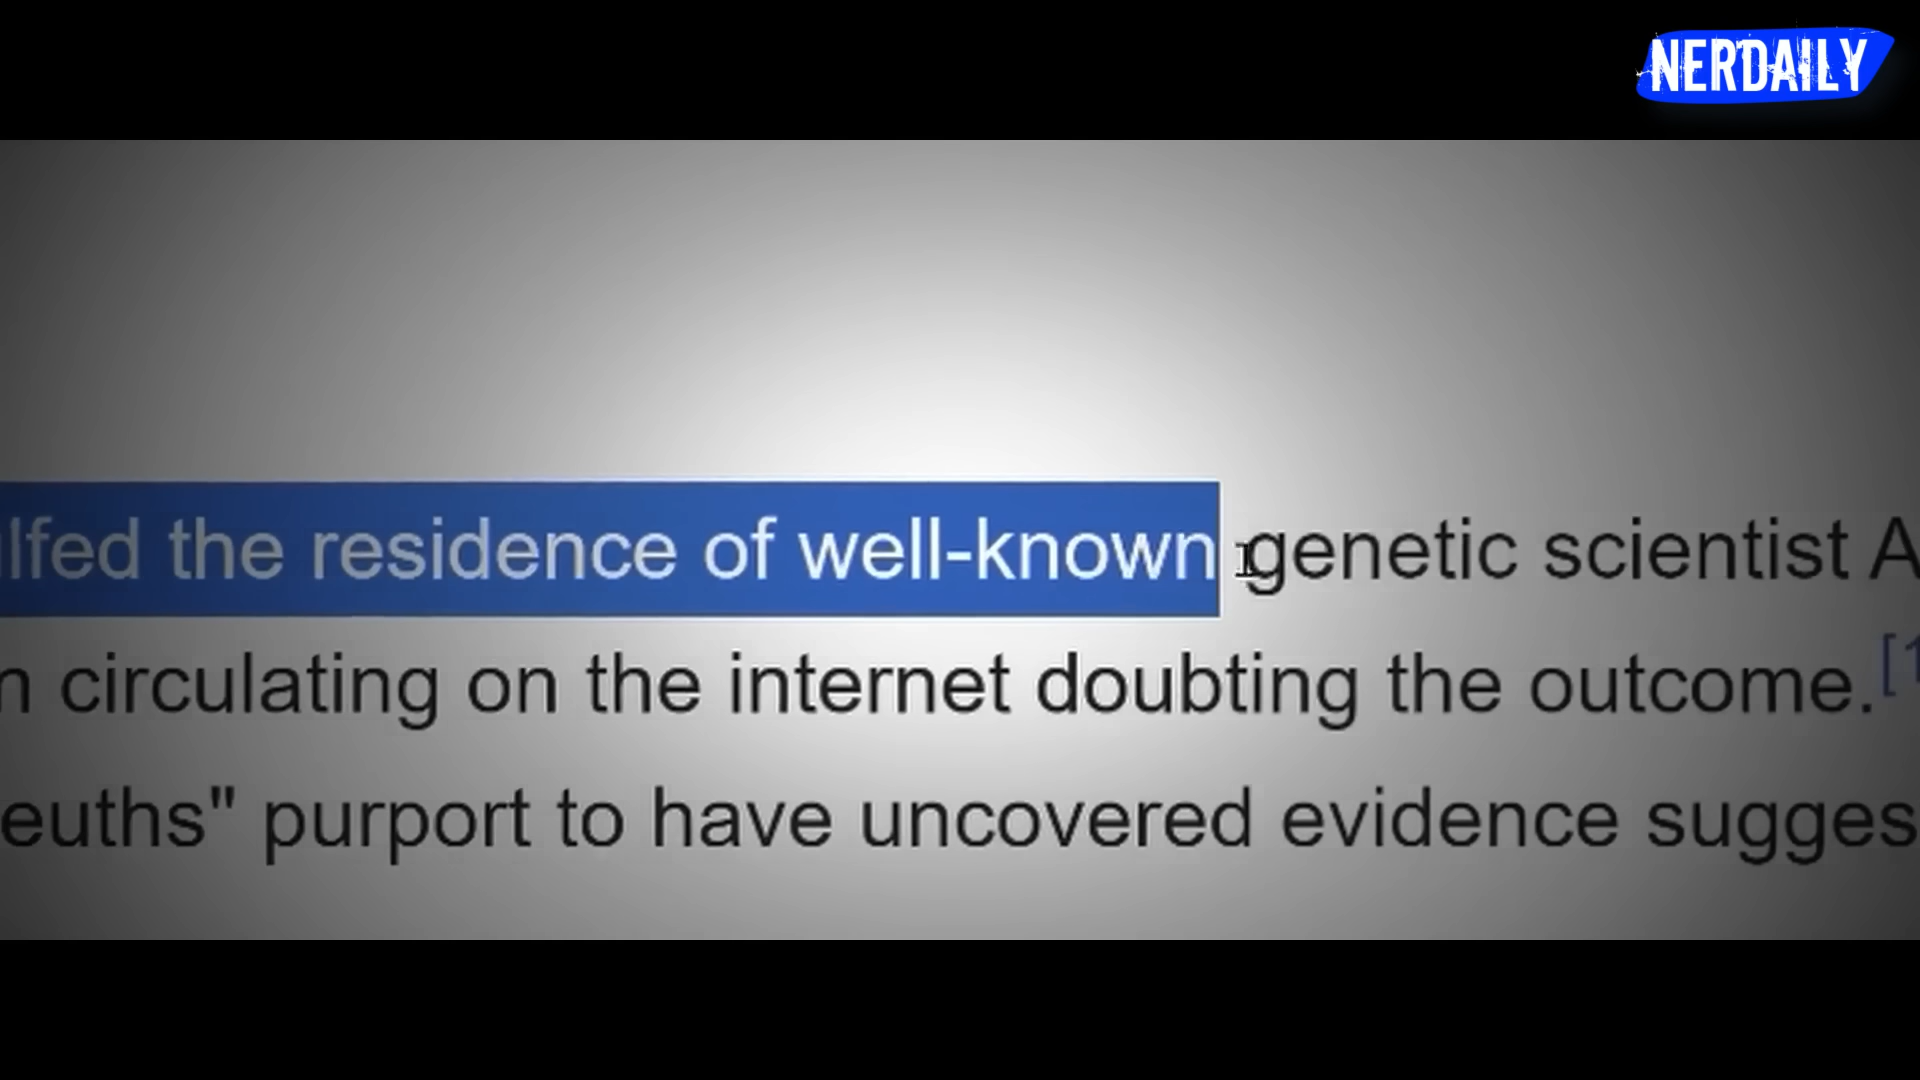 NERDAILY
lfed the residence of well-known genetic scientist A
n circulating on the internet doubting the outcome.[1
euths" purport to have uncovered evidence sugges